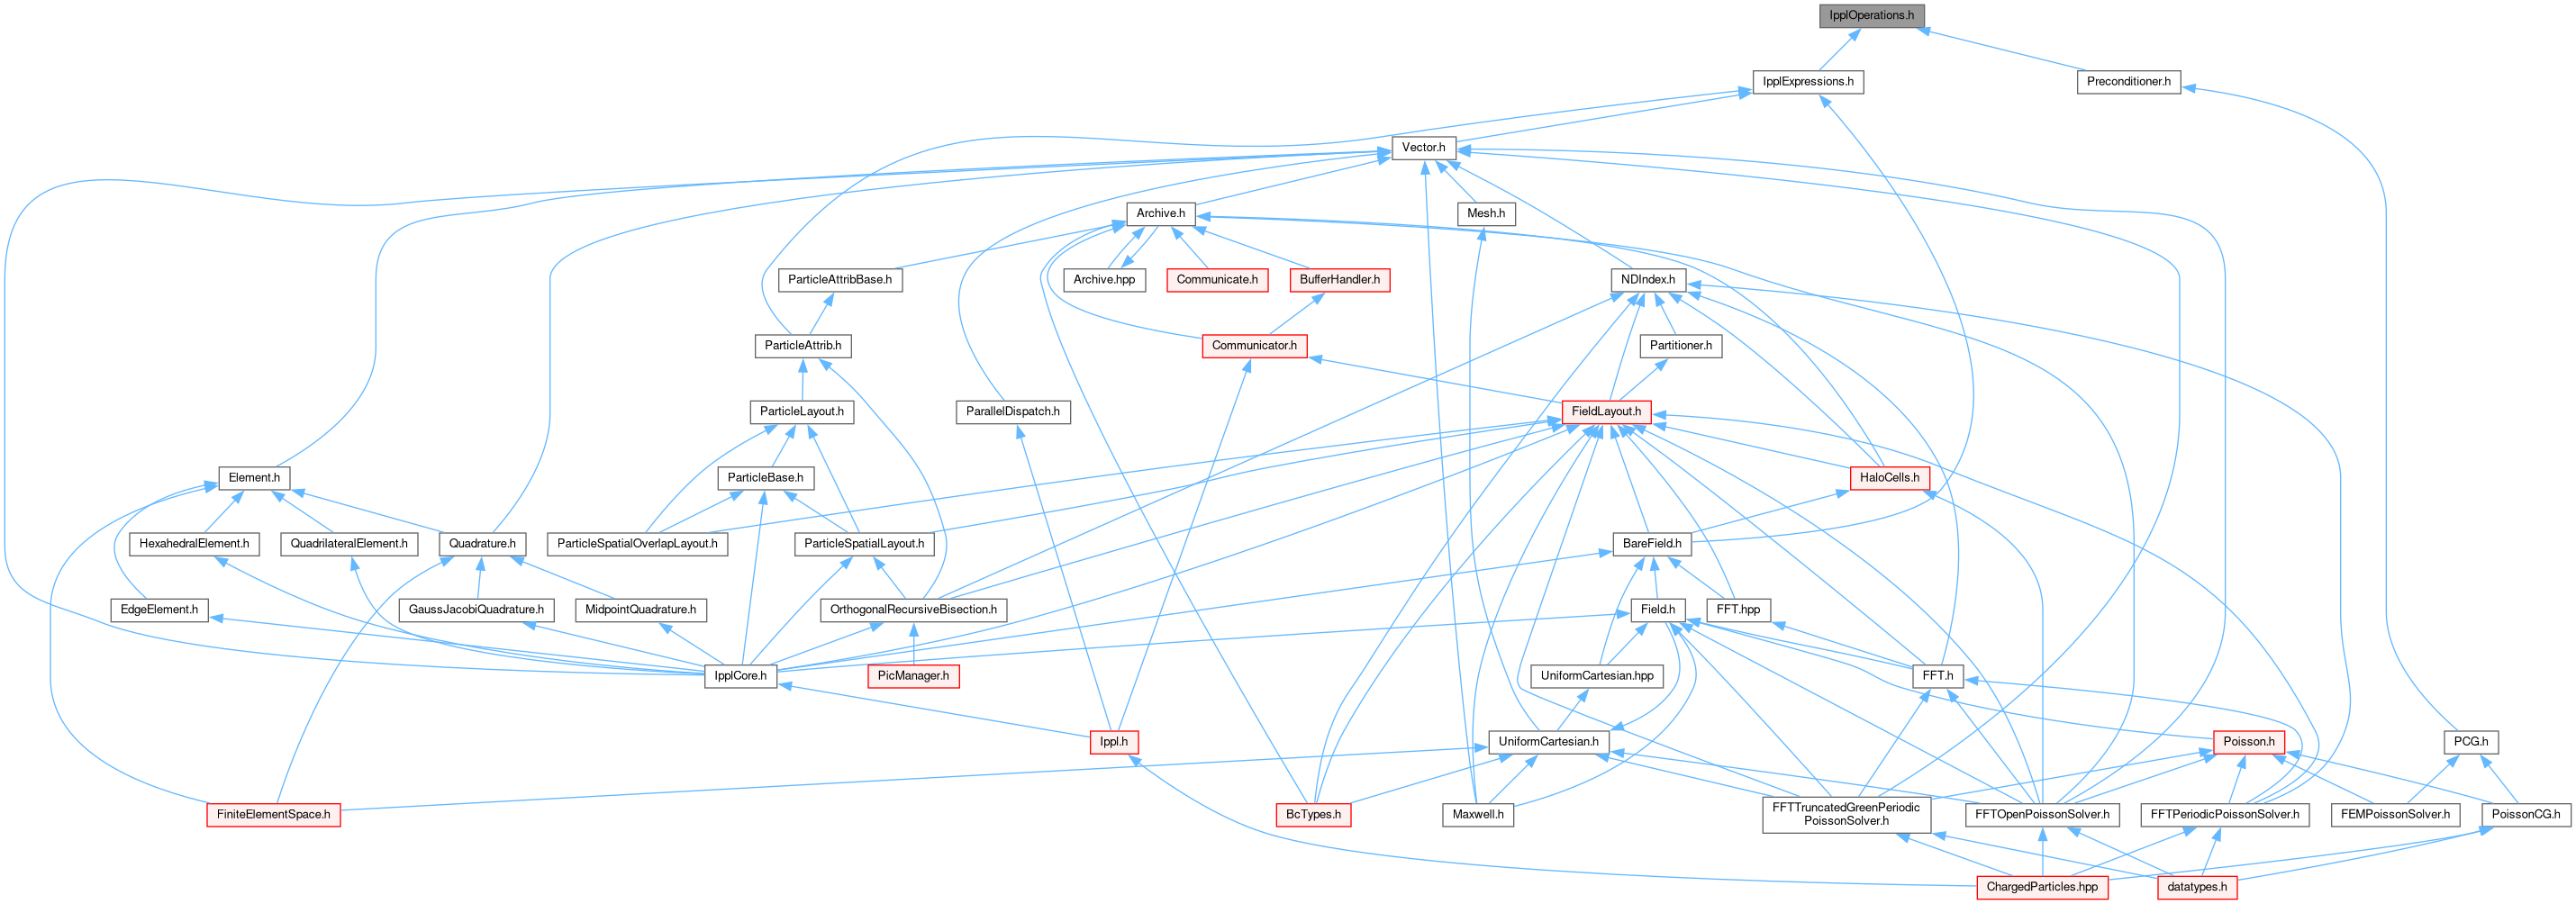 IpplOperations.h
IpplExpressions.h
Preconditioner.h
Vector.h
Archive.h
Mesh.h
ParticleAttribBase.h
Archive.hpp
Communicate.h
BufferHandler.h
NDIndex.h
ParticleAttrib.h
Communicator.h
Partitioner.h
ParticleLayout.h
ParallelDispatch.h
FieldLayout.h
Element.h
ParticleBase.h
HaloCells.h
HexahedralElement.h
QuadrilateralElement.h
Quadrature.h
ParticleSpatialOverlapLayout.h
ParticleSpatialLayout.h
BareField.h
EdgeElement.h
GaussJacobiQuadrature.h
MidpointQuadrature.h
OrthogonalRecursiveBisection.h
Field.h
FFT.hpp
IpplCore.h
PicManager.h
UniformCartesian.hpp
FFT.h
Ippl.h
UniformCartesian.h
Poisson.h
PCG.h
FiniteElementSpace.h
BcTypes.h
Maxwell.h
FFTTruncatedGreenPeriodic
PoissonSolver.h
FFTOpenPoissonSolver.h
FFTPeriodicPoissonSolver.h
FEMPoissonSolver.h
PoissonCG.h
ChargedParticles.hpp
datatypes.h